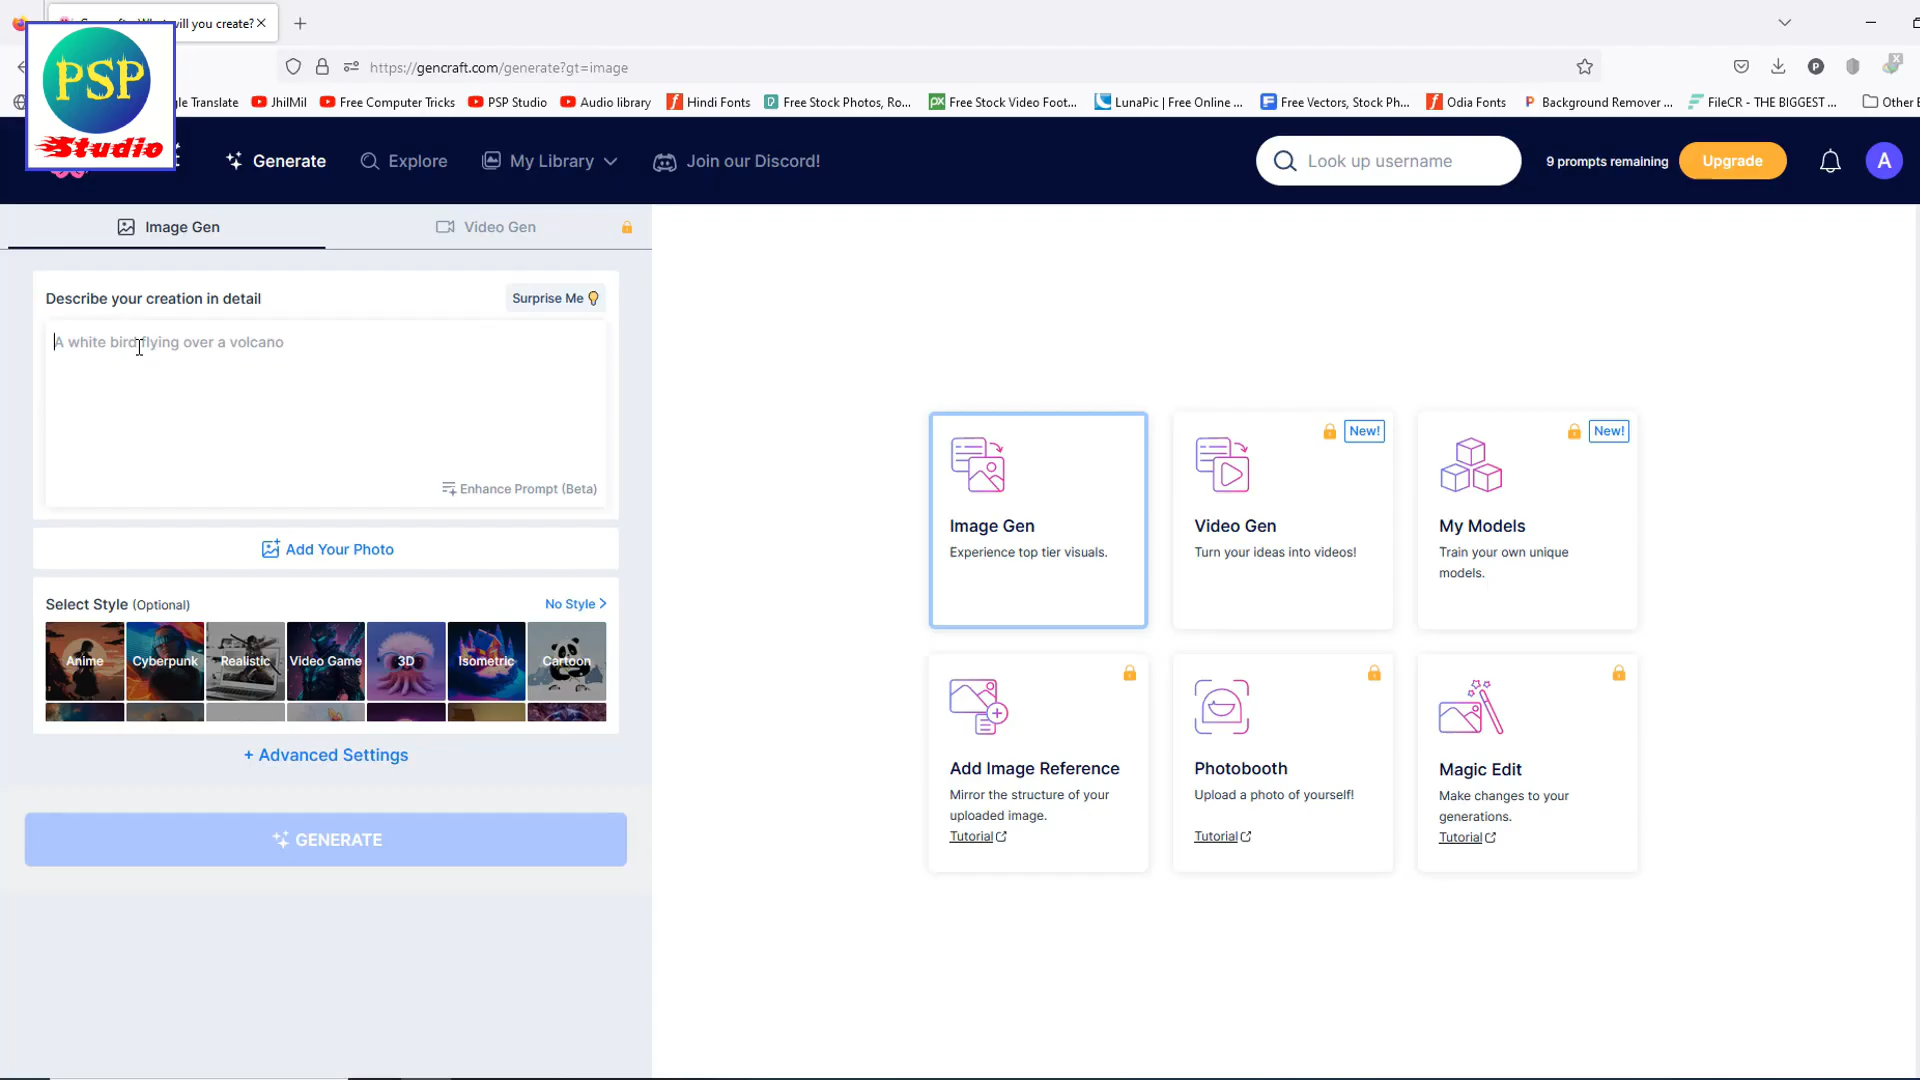 ill you create?
PSP
Studio
https://gencraft.com/generate?gt=image
le Translate
JhilMil
Free Computer Tricks
PSP Studio
Audio library
Hindi Fonts
Free Stock Photos, Ro...
Free Stock Video Foot...
LunaPic | Free Online ...
Free Vectors, Stock Ph...
Odia Fonts
Background Remover ...
FileCR - THE BIGGEST ...
Other
Generate
Explore
My Library
Join our Discord!
Look up username
9 prompts remaining
Upgrade
A
Image Gen
Video Gen
Describe your creation in detail
Surprise Me
A white bird flying over a volcano
Enhance Prompt (Beta)
Add Your Photo
Select Style (Optional)
No Style >
Anime
Cyberpunk
Realistic
Video Game
3D
Isometric
Cartoon
+ Advanced Settings
GENERATE
Image Gen
Experience top tier visuals.
New!
Video Gen
Turn your ideas into videos!
New!
My Models
Train your own unique
models.
Add Image Reference
Mirror the structure of your
uploaded image.
Tutorial
Photobooth
Upload a photo of yourself!
Tutorial
Magic Edit
Make changes to your
generations.
Tutorial